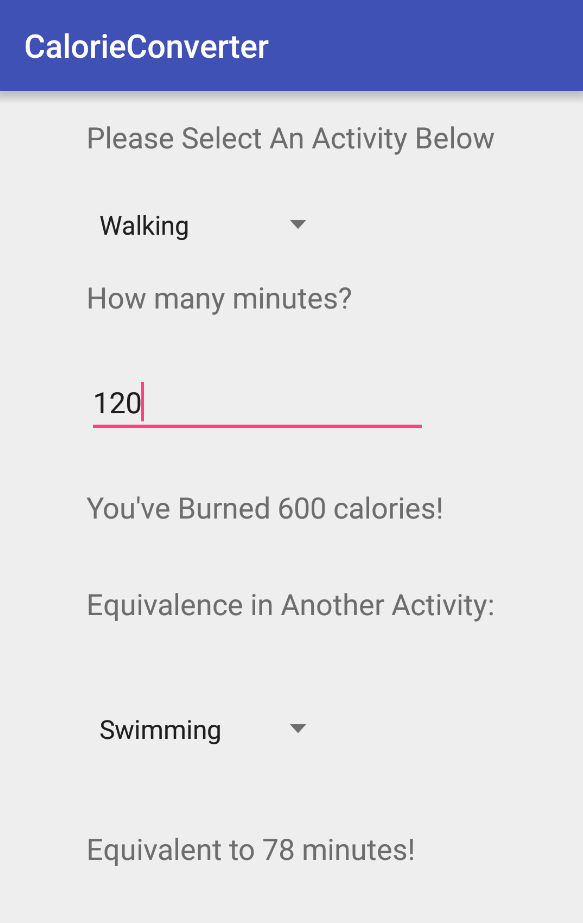 CalorieConverter
Please Select An Activity Below
Walking
How many minutes?
120
You've Burned 600 calories!
Equivalence in Another Activity:
Swimming
Equivalent to 78 minutes!